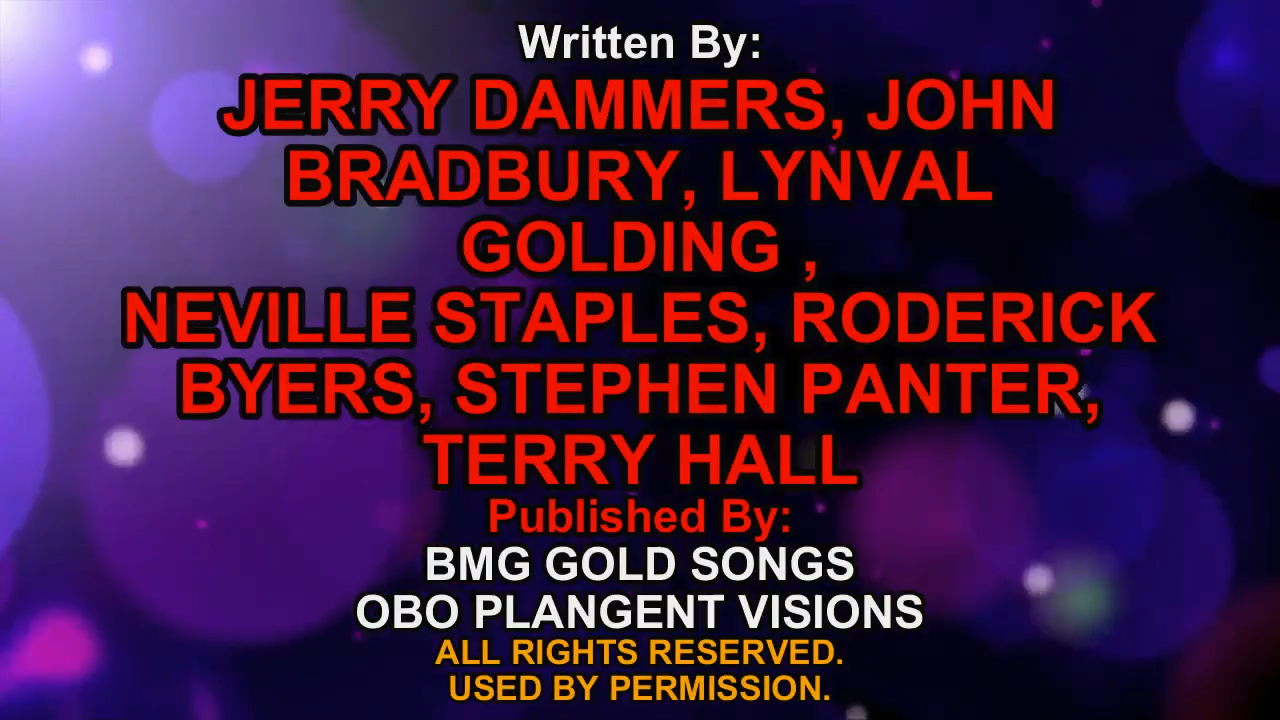 Written By:
JERRY DAMMERS, JOHN
BRADBURY, LYNVAL
GOLDING ,
NEVILLE STAPLES, RODERICK
BYERS, STEPHEN PANTER,
TERRY HALL
Published By:
BMG GOLD SONGS
OBO PLANGENT VISIONS
ALL RIGHTS RESERVED.
USED BY PERMISSION.